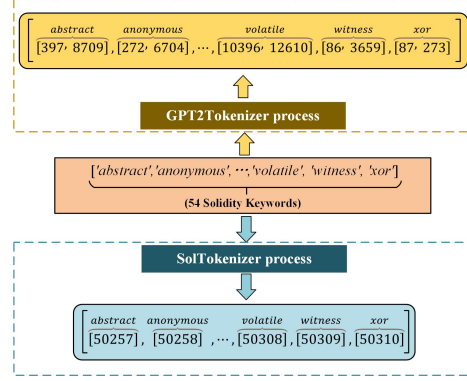 abstract anonymous volatile witness xor
[397, 8709], [272, 6704], ⋯, [10396, 12610], [86, 3659], [87, 273]
GPT2Tokenizer process
['abstract','anonymous', ⋯,'volatile', 'witness', 'xor']
(54 Solidity Keywords)
SolTokenizer process
abstract anonymous volatile witness xor
[50257], [50258] , ⋯, [50308], [50309], [50310]